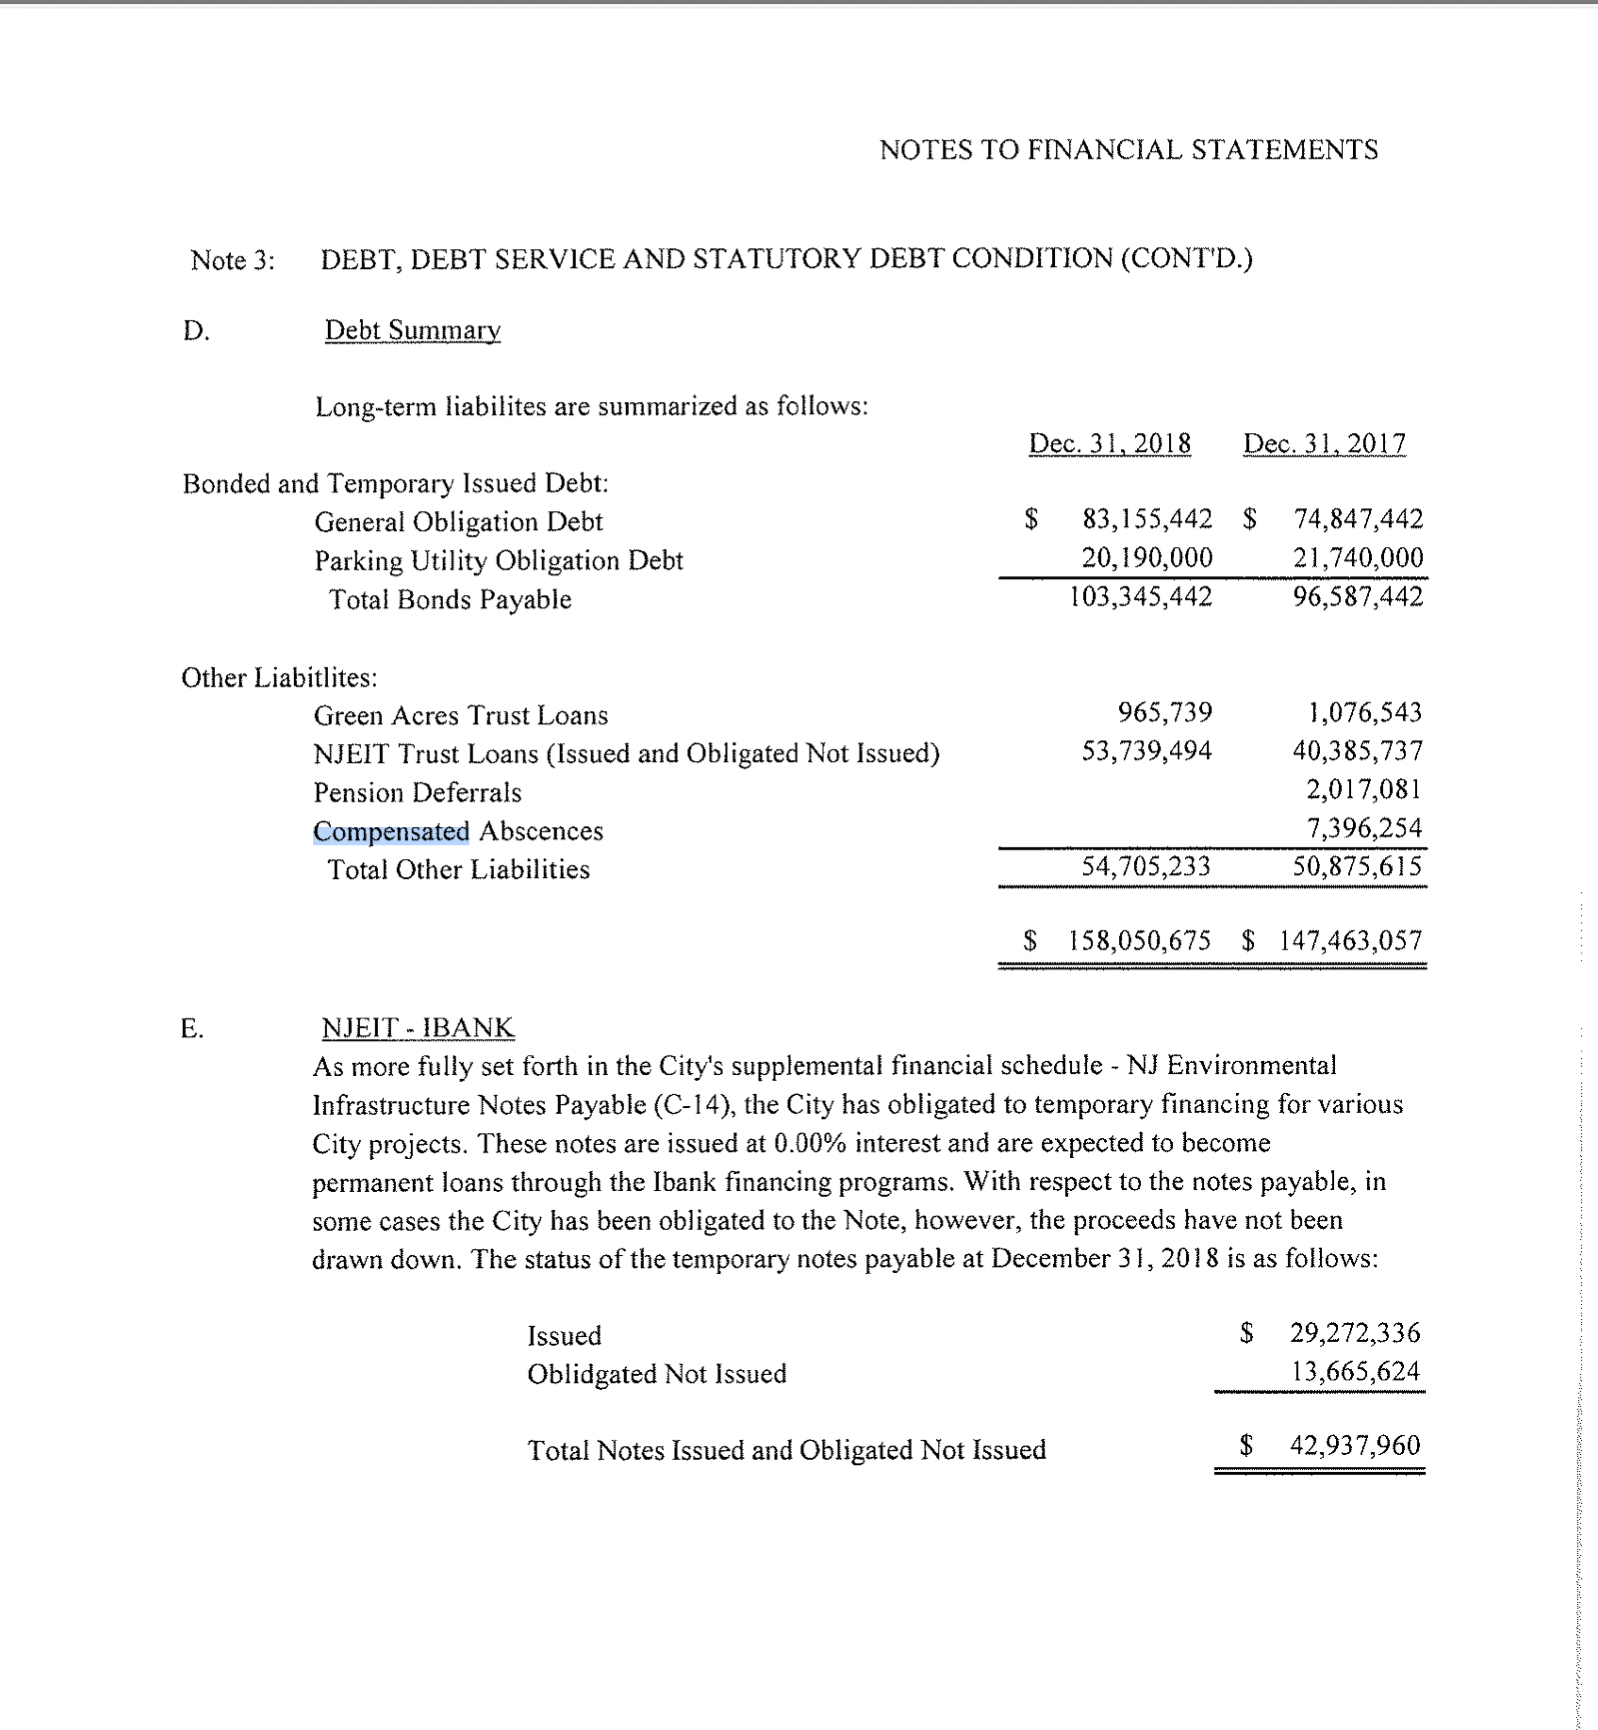 NOTES TO FINANCIAL STATEMENTS
Note 3: DEBT, DEBT SERVICE AND STATUTORY DEBT CONDITION (CONT'D.)
D. Debt Summary
Long-term liabilites are summarized as follows:
Dec. 31, 2018 Dec. 31, 2017
Bonded and Temporary Issued Debt:
General Obligation Debt $ 83,155,442 $ 74,847,442
Parking Utility Obligation Debt 20,190,000 21,740,000
Total Bonds Payable 103,345,442 96,587,442
Other Liabitlites:
Green Acres Trust Loans 965,739 1,076,543
NJEIT Trust Loans (Issued and Obligated Not Issued) 53,739,494 40,385,737
Pension Deferrals 2,017,081
Compensated Abscences 7,396,254
Total Other Liabilities 54,705,233 50,875,615
$ 158,050,675 $ 147,463,057
E. NJEIT - IBANK
As more fully set forth in the City's supplemental financial schedule - NJ Environmental
Infrastructure Notes Payable (C-14), the City has obligated to temporary financing for various
City projects. These notes are issued at 0.00% interest and are expected to become
permanent loans through the Ibank financing programs. With respect to the notes payable, in
some cases the City has been obligated to the Note, however, the proceeds have not been
drawn down. The status of the temporary notes payable at December 31, 2018 is as follows:
Issued $ 29,272,336
Oblidgated Not Issued 13,665,624
Total Notes Issued and Obligated Not Issued $ 42,937,960